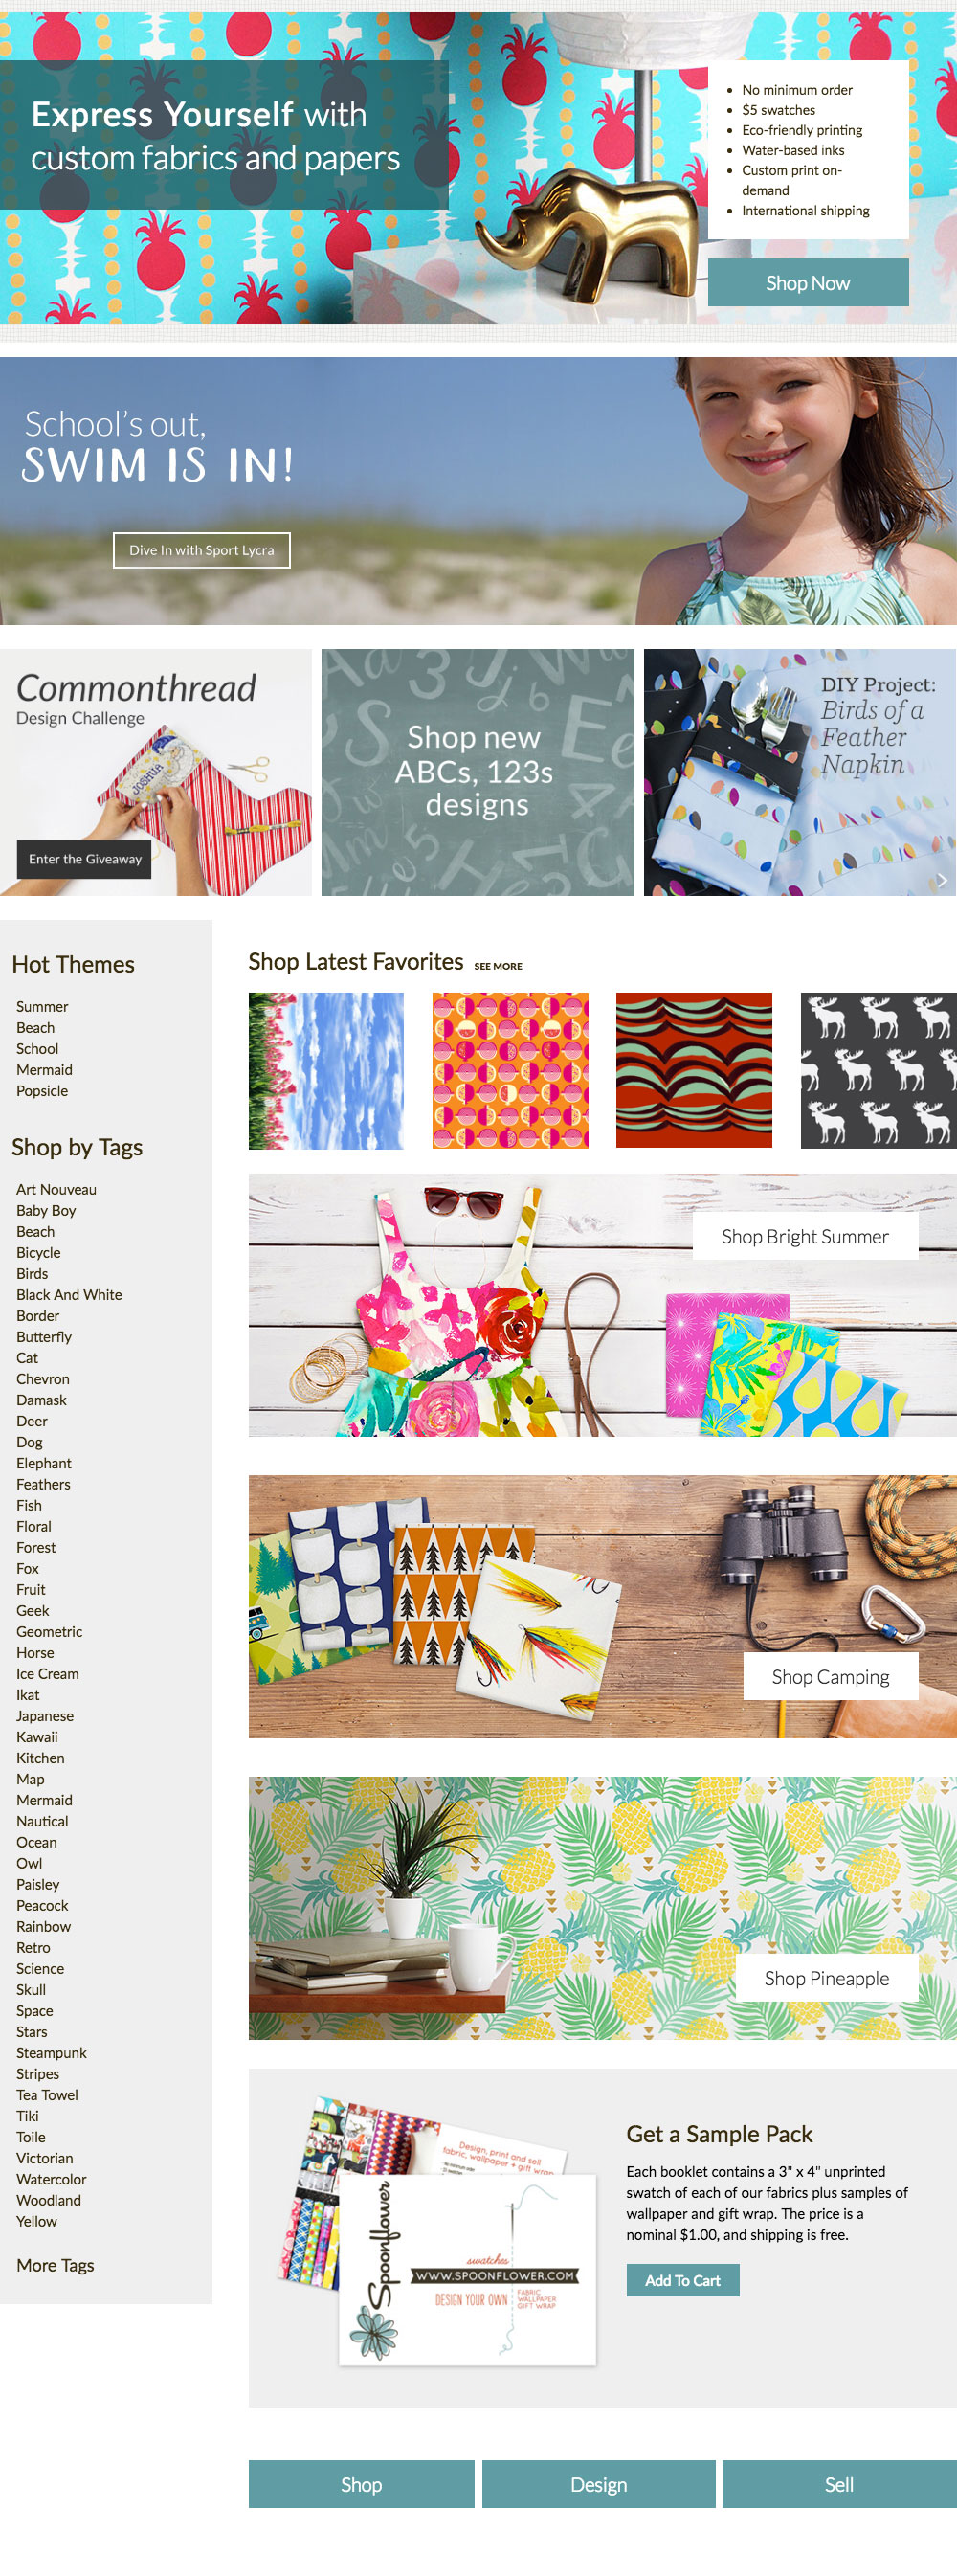 Express Yourself with
custom fabrics and papers
No minimum order
$5 swatches
Eco-friendly printing
Water-based inks
Custom print on-
demand
International shipping
Shop Now
School's out,
SWIM IS IN!
Dive In with Sport Lycra
Commonthread
Design Challenge
JOSHUA
Enter the Giveaway
Shop new
ABCs, 123s
designs
DIY Project:
Birds of a
Feather
Napkin
Hot Themes
Summer
Beach
School
Mermaid
Popsicle
Shop by Tags
Art Nouveau
Baby Boy
Beach
Bicycle
Birds
Black And White
Border
Butterfly
Cat
Chevron
Damask
Deer
Dog
Elephant
Feathers
Fish
Floral
Forest
Fox
Fruit
Geek
Geometric
Horse
Ice Cream
Ikat
Japanese
Kawaii
Kitchen
Map
Mermaid
Nautical
Ocean
Owl
Paisley
Peacock
Rainbow
Retro
Science
Skull
Space
Stars
Steampunk
Stripes
Tea Towel
Tiki
Toile
Victorian
Watercolor
Woodland
Yellow
More Tags
Shop Latest Favorites SEE MORE
Shop Bright Summer
Shop Camping
Shop Pineapple
Design, print and sell
fabric, wallpaper + gift wrap
Spoonflower
swatches
WWW.SPOONFLOWER.COM
DESIGN YOUR OWN
FABRIC
WALLPAPER
GIFT WRAP
Get a Sample Pack
Each booklet contains a 3" x 4" unprinted
swatch of each of our fabrics plus samples of
wallpaper and gift wrap. The price is a
nominal $1.00, and shipping is free.
Add To Cart
Shop
Design
Sell